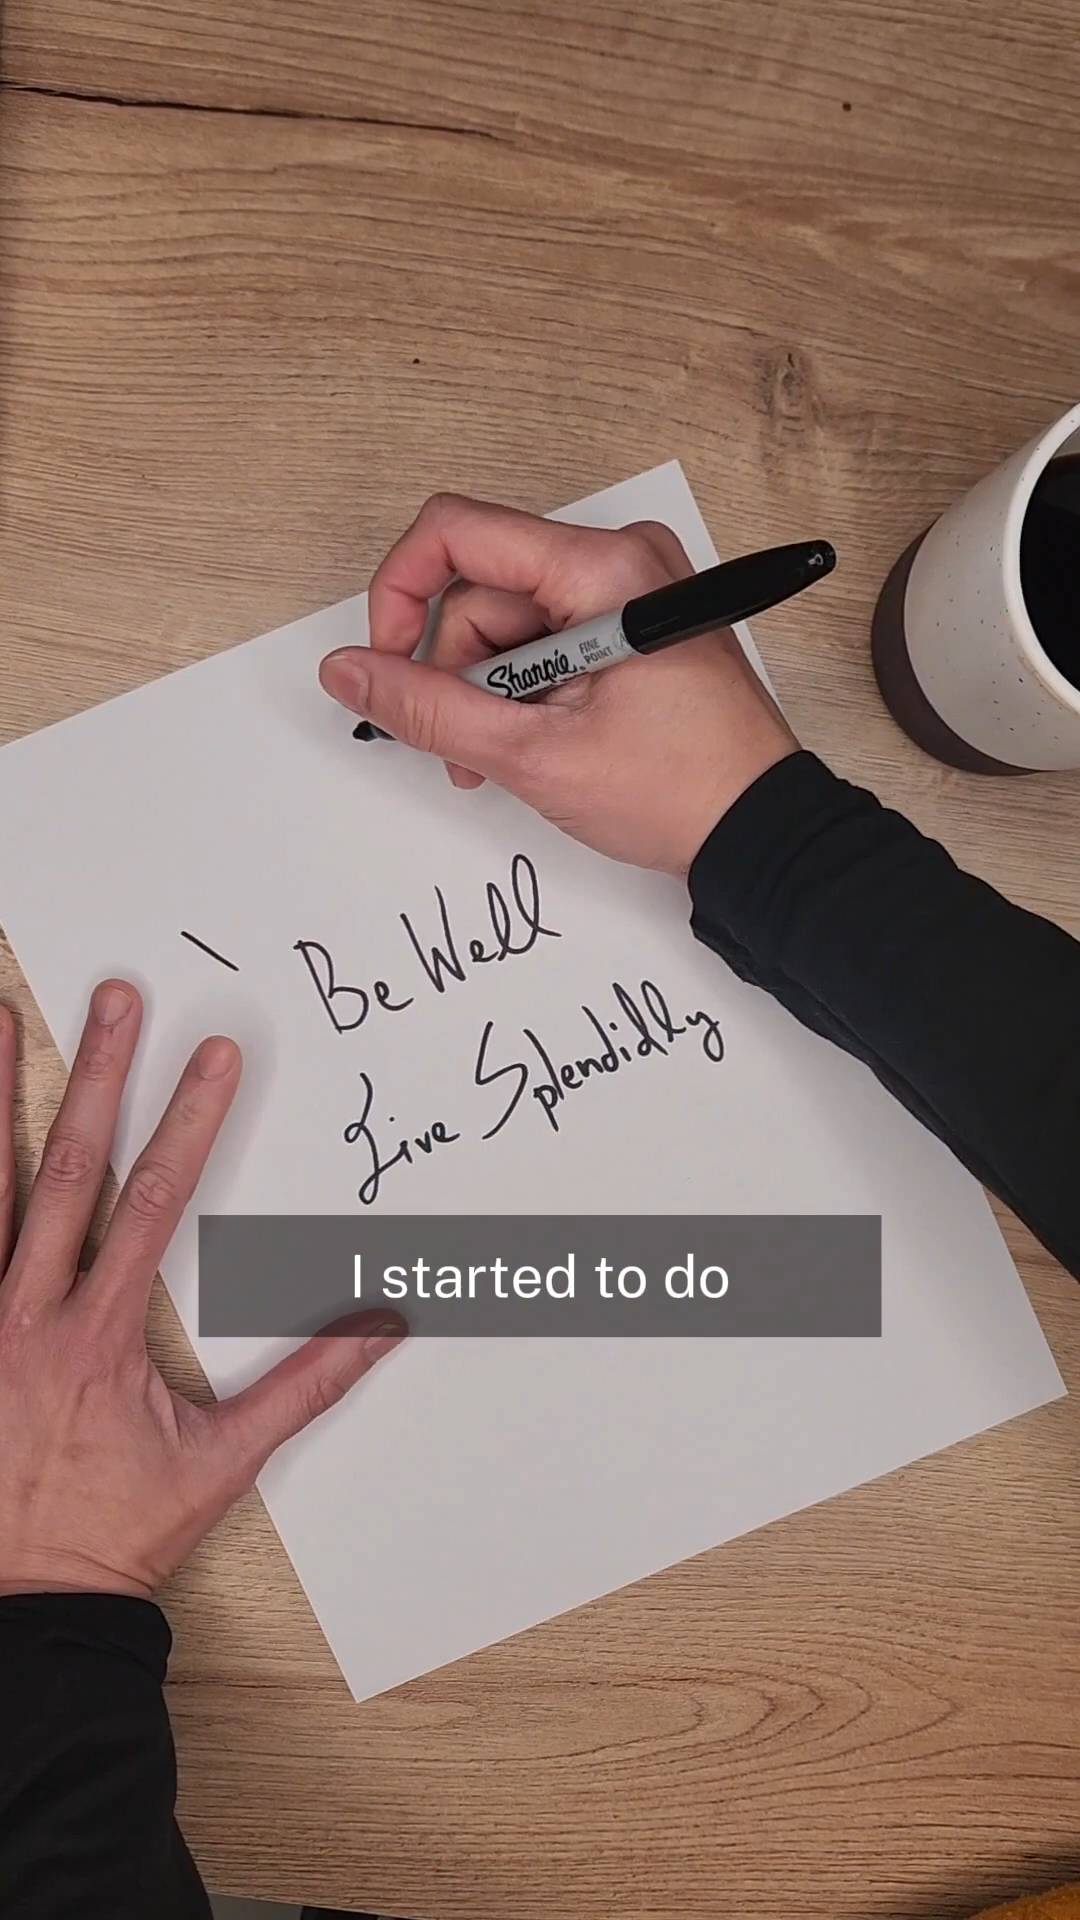 Sharpie
FINE
POINT
Be Well
Live Splendidly
I started to do